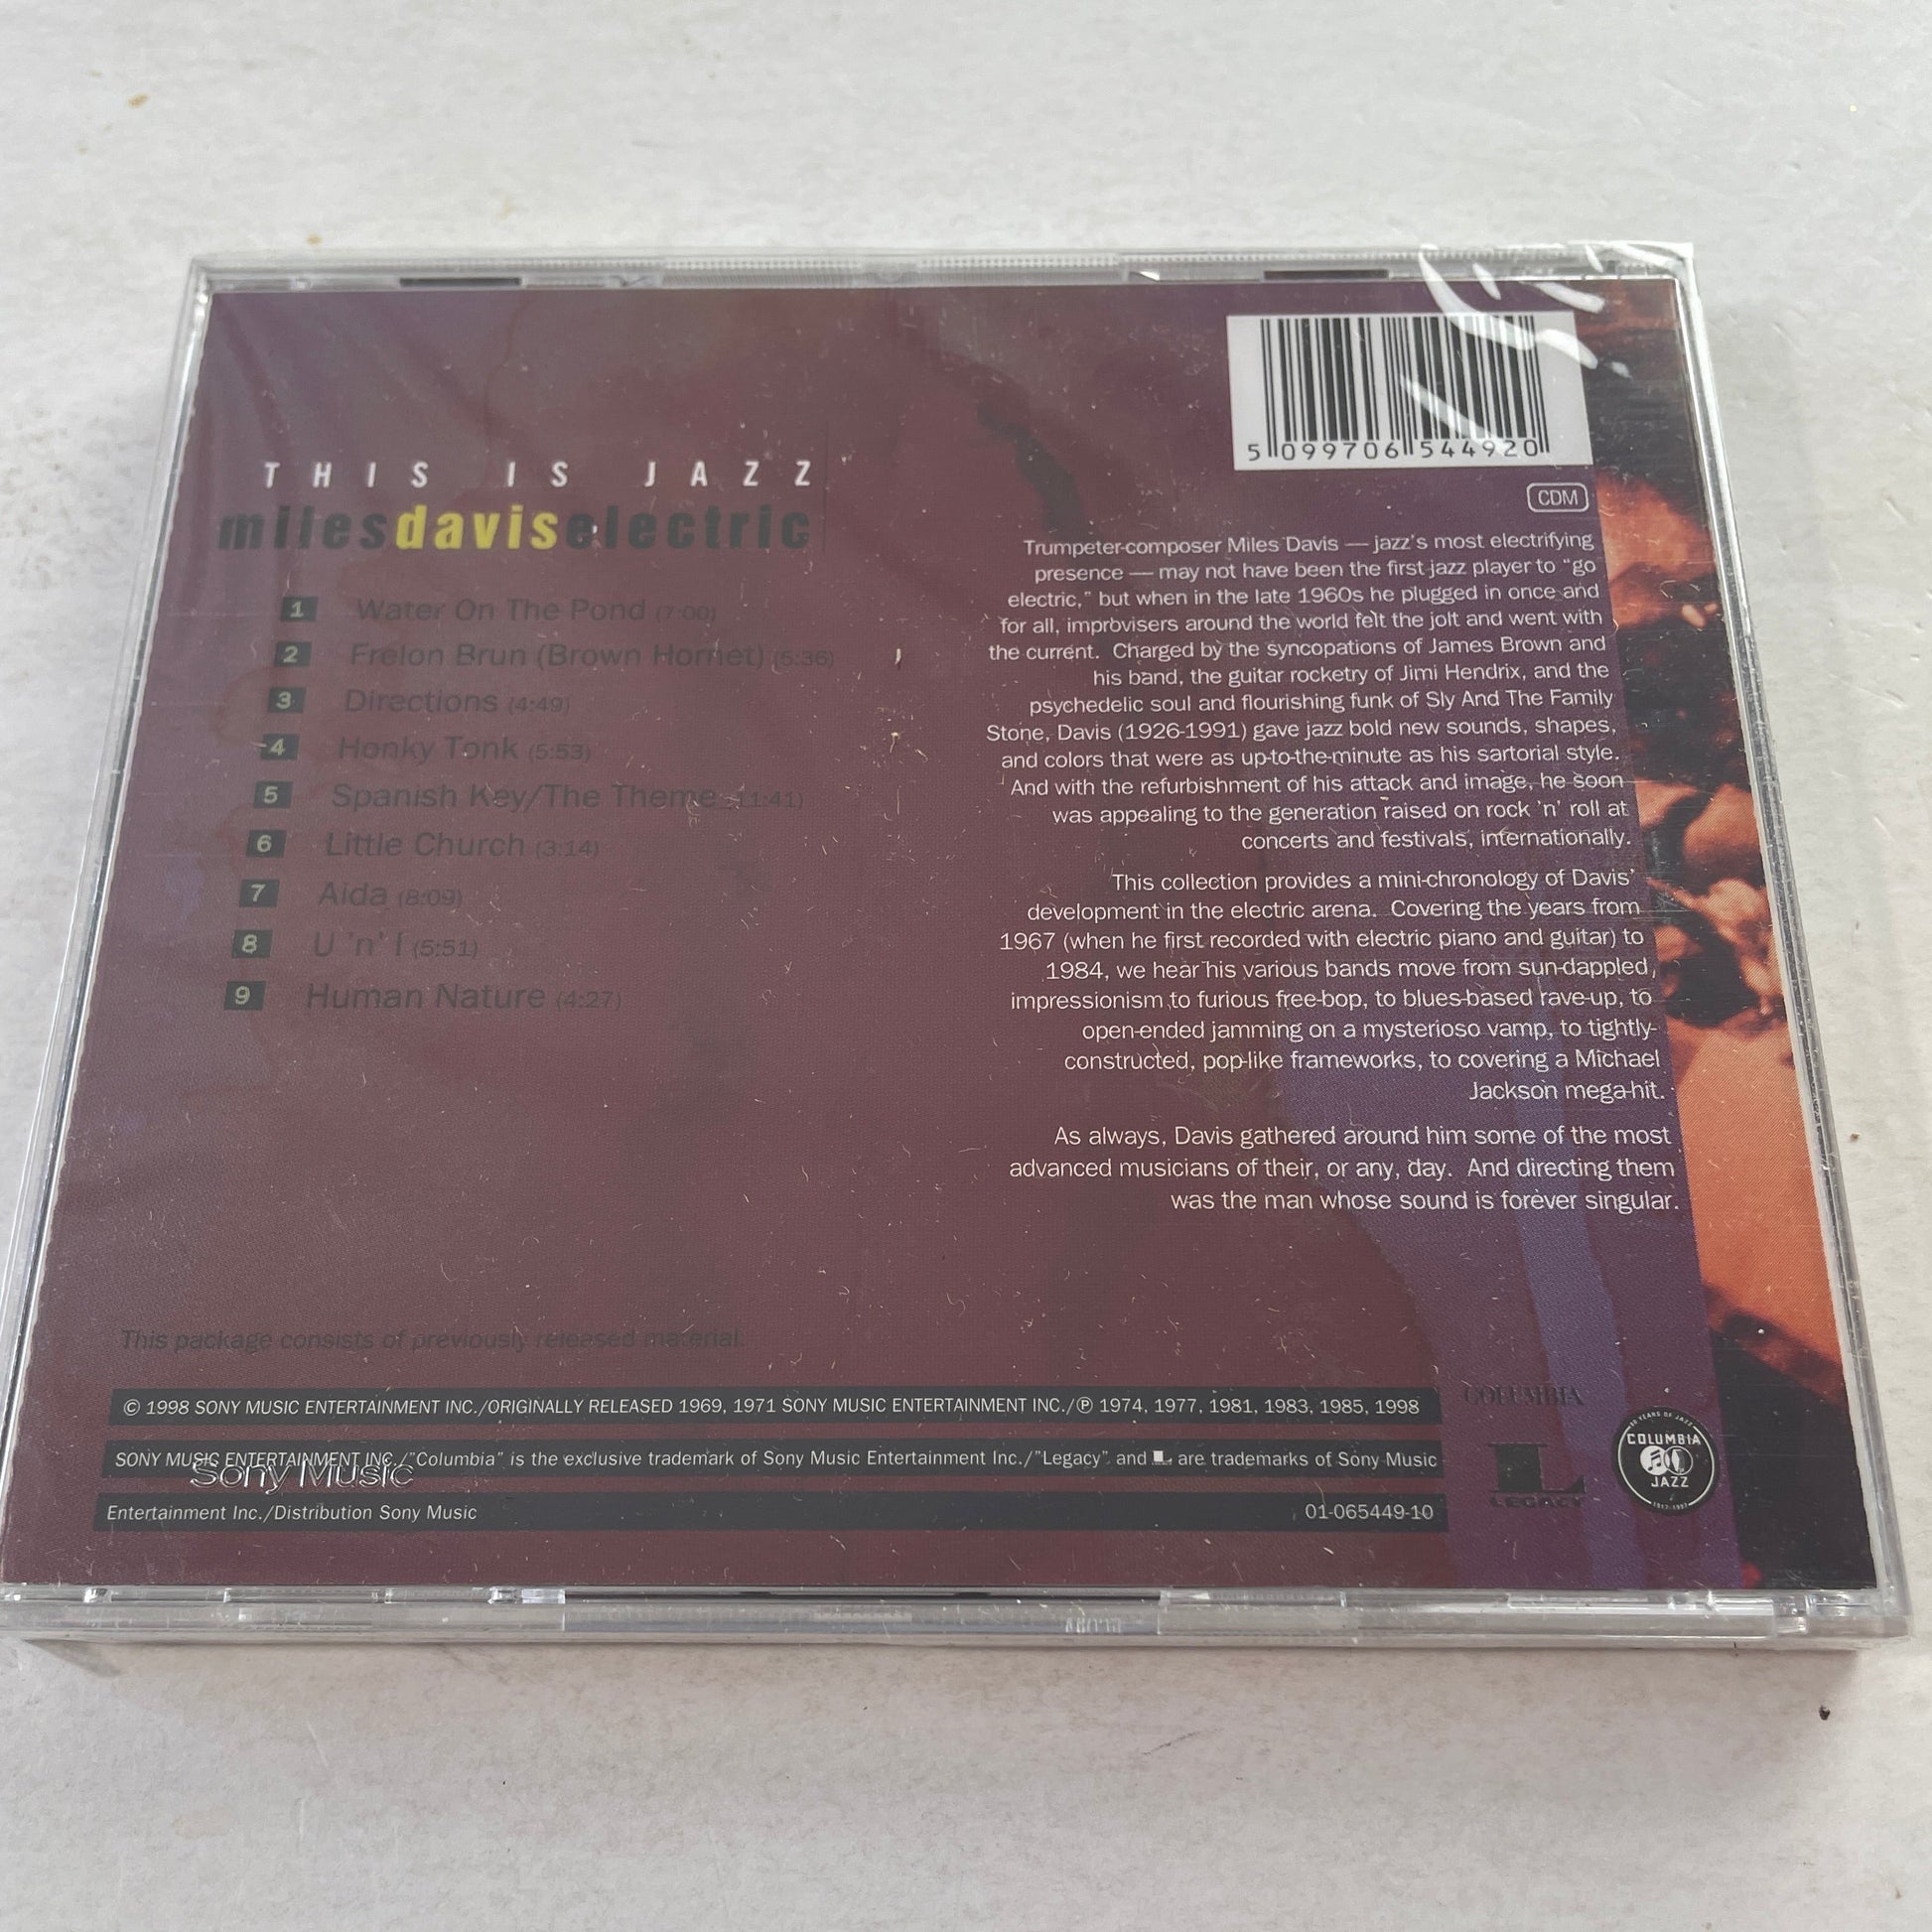 THIS IS JAZZ
milesdaviselectric
1 Water On The Pond (7:00)
2 Frelon Brun (Brown Hornet) (5:36)
3 Directions (4:49)
4 Honky Tonk (5:53)
5 Spanish Key/The Theme (11:41)
6 Little Church (3:14)
7 Aida (8:09)
8 U 'n' I (5:51)
9 Human Nature (4:27)
This package consists of previously released material.
5 099706 544920
CDM
Trumpeter-composer Miles Davis — jazz's most electrifying
presence — may not have been the first jazz player to "go
electric," but when in the late 1960s he plugged in once and
for all, improvisers around the world felt the jolt and went with
the current. Charged by the syncopations of James Brown and
his band, the guitar rocketry of Jimi Hendrix, and the
psychedelic soul and flourishing funk of Sly And The Family
Stone, Davis (1926-1991) gave jazz bold new sounds, shapes,
and colors that were as up-to-the-minute as his sartorial style.
And with the refurbishment of his attack and image, he soon
was appealing to the generation raised on rock 'n' roll at
concerts and festivals, internationally.
This collection provides a mini-chronology of Davis'
development in the electric arena. Covering the years from
1967 (when he first recorded with electric piano and guitar) to
1984, we hear his various bands move from sun-dappled
impressionism to furious free-bop, to blues-based rave-up, to
open-ended jamming on a mysterioso vamp, to tightly-
constructed, pop-like frameworks, to covering a Michael
Jackson mega-hit.
As always, Davis gathered around him some of the most
advanced musicians of their, or any, day. And directing them
was the man whose sound is forever singular.
© 1998 SONY MUSIC ENTERTAINMENT INC./ORIGINALLY RELEASED 1969, 1971 SONY MUSIC ENTERTAINMENT INC./℗ 1974, 1977, 1981, 1983, 1985, 1998
SONY MUSIC ENTERTAINMENT INC./"Columbia" is the exclusive trademark of Sony Music Entertainment Inc./"Legacy" and L are trademarks of Sony Music
Sony Music
Entertainment Inc./Distribution Sony Music 01-065449-10
COLUMBIA
L
LEGACY
COLUMBIA
JAZZ